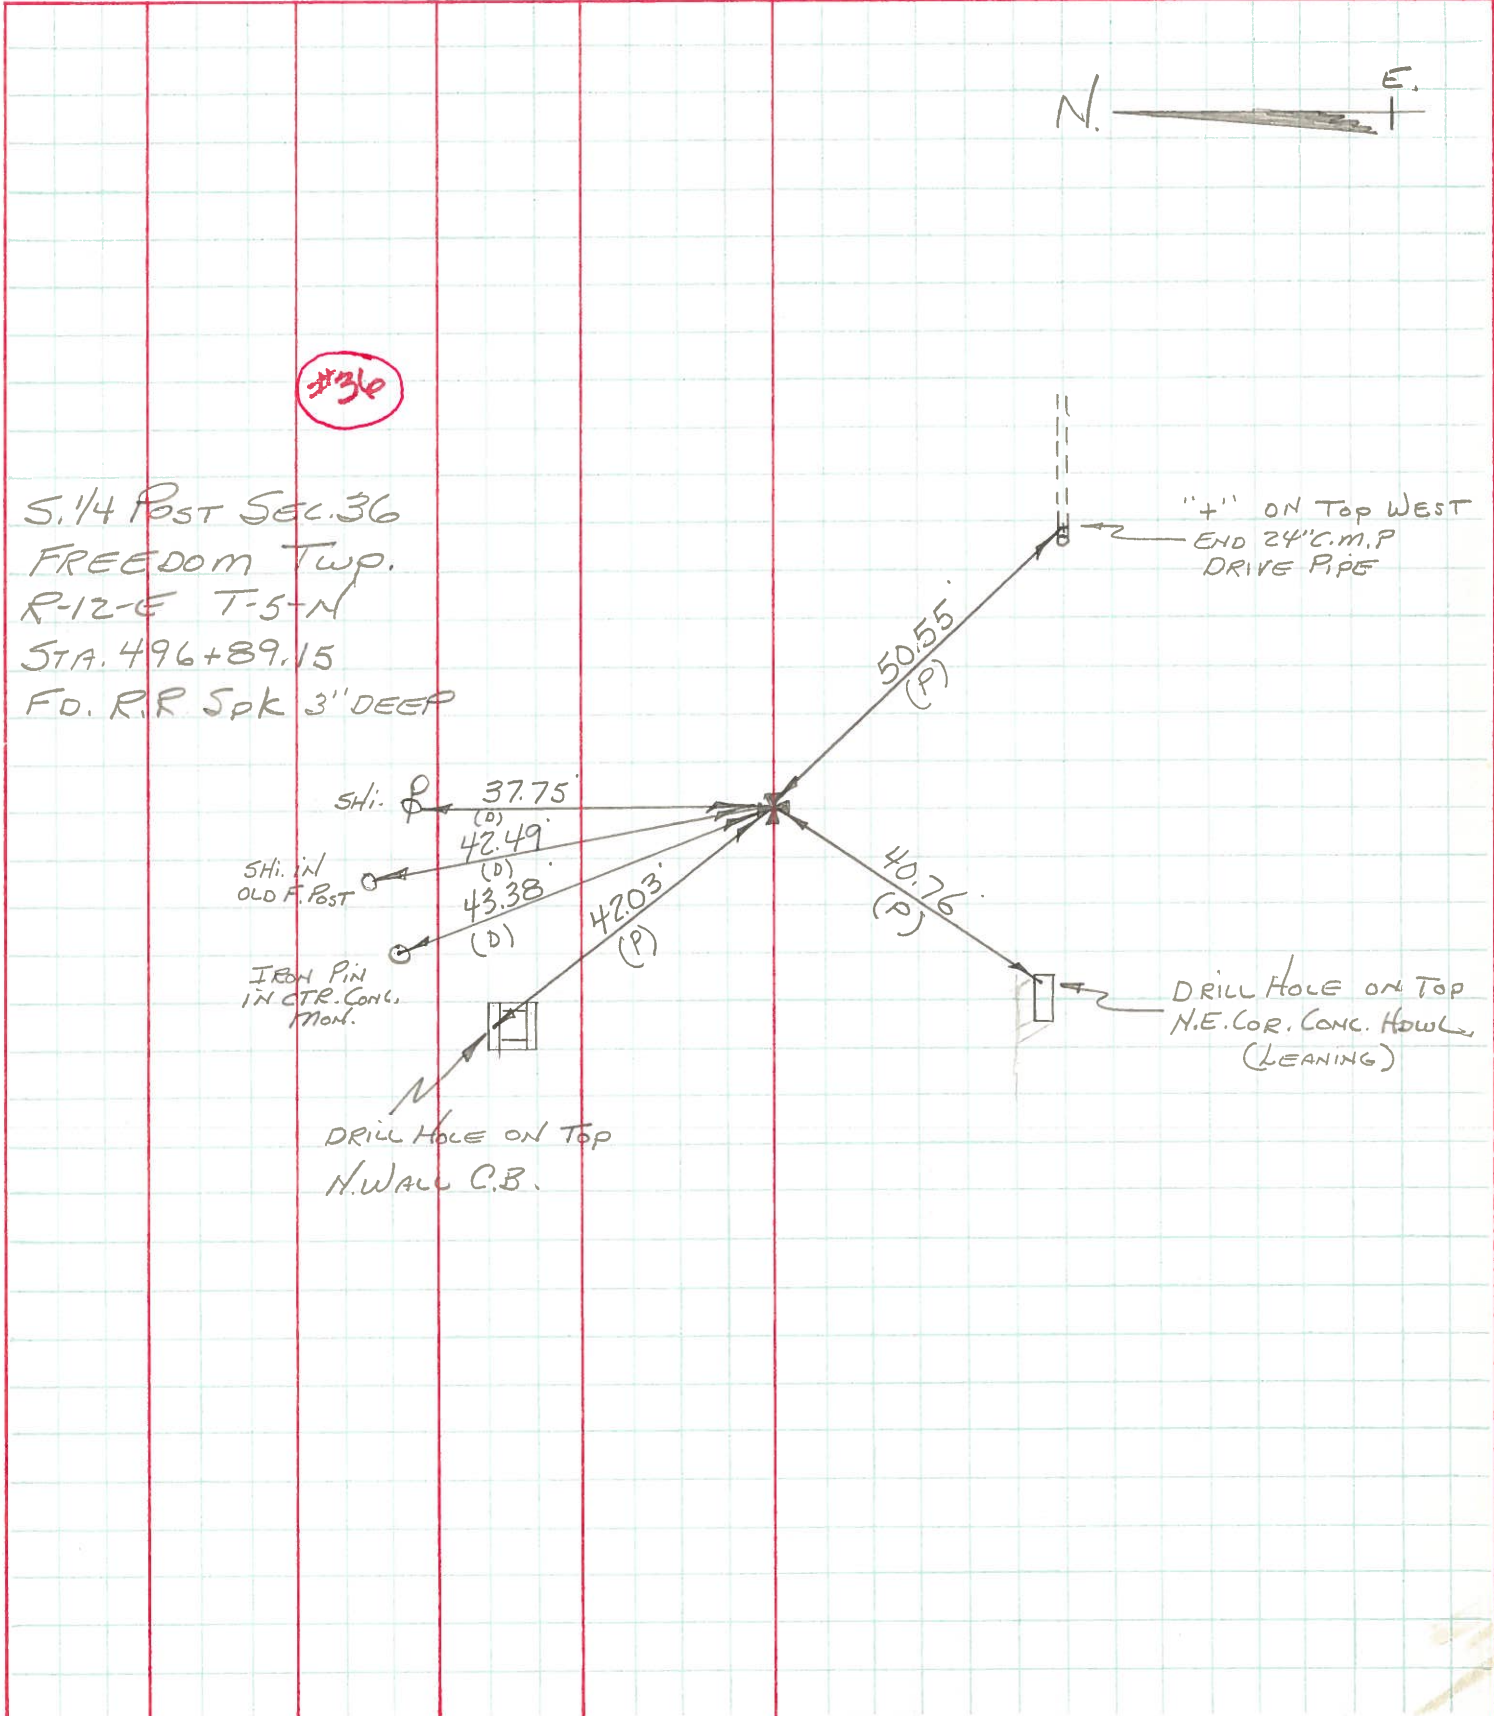 N.
E.
#36
S. 1/4 POST SEC. 36
FREEDOM TWP.
R-12-E T-5-N
STA. 496+89.15
FD. R.R SPK 3" DEEP
"+" ON TOP WEST
END 24" C.M.P
DRIVE PIPE
50.55'
(P)
SHI.
37.75'
(D)
42.49'
(D)
SHI. IN
OLD F. POST
43.38'
(D)
42.03'
(P)
40.76'
(P)
IRON PIN
IN CTR. CONC.
MON.
DRILL HOLE ON TOP
N.E. COR. CONC. HDWL.
(LEANING)
DRILL HOLE ON TOP
N. WALL C.B.